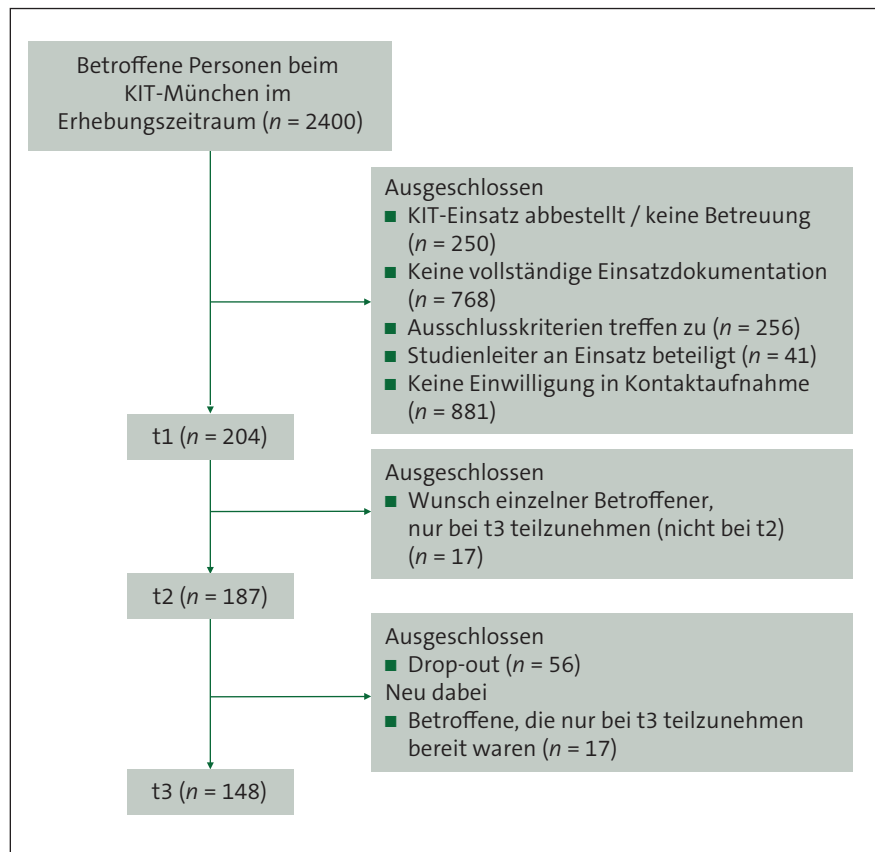 Betroffene Personen beim
KIT-München im
Erhebungszeitraum (n = 2400)
Ausgeschlossen
■ KIT-Einsatz abbestellt / keine Betreuung
(n = 250)
■ Keine vollständige Einsatzdokumentation
(n = 768)
■ Ausschlusskriterien treffen zu (n = 256)
■ Studienleiter an Einsatz beteiligt (n = 41)
■ Keine Einwilligung in Kontaktaufnahme
(n = 881)
t1 (n = 204)
Ausgeschlossen
■ Wunsch einzelner Betroffener,
nur bei t3 teilzunehmen (nicht bei t2)
(n = 17)
t2 (n = 187)
Ausgeschlossen
■ Drop-out (n = 56)
Neu dabei
■ Betroffene, die nur bei t3 teilzunehmen
bereit waren (n = 17)
t3 (n = 148)